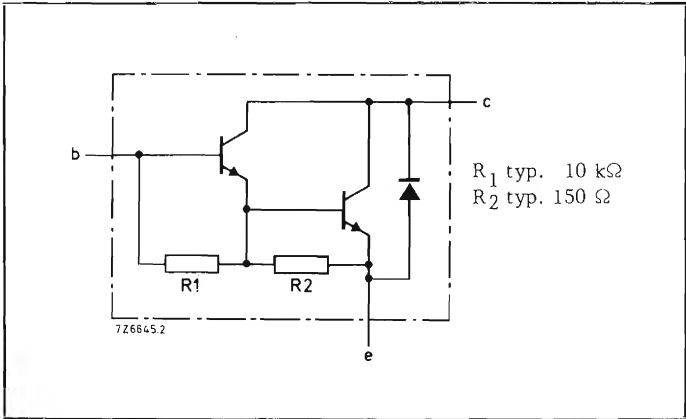 c
b
R₁ typ. 10 kΩ
R₂ typ. 150 Ω
R1 R2
7Z6645.2
e